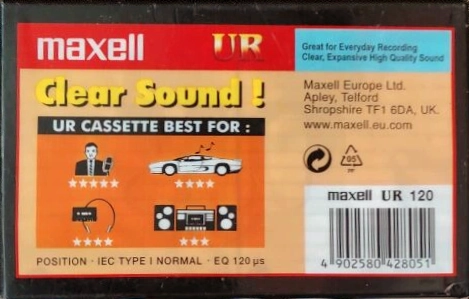 maxell
UR
Great for Everyday Recording
Clear, Expansive High Quality Sound
Clear Sound !
UR CASSETTE BEST FOR :
Maxell Europe Ltd.
Apley, Telford
Shropshire TF1 6DA, UK.
www.maxell.eu.com
95
PP
maxell UR 120
POSITION · IEC TYPE I NORMAL · EQ 120 µs
4 902580 428051